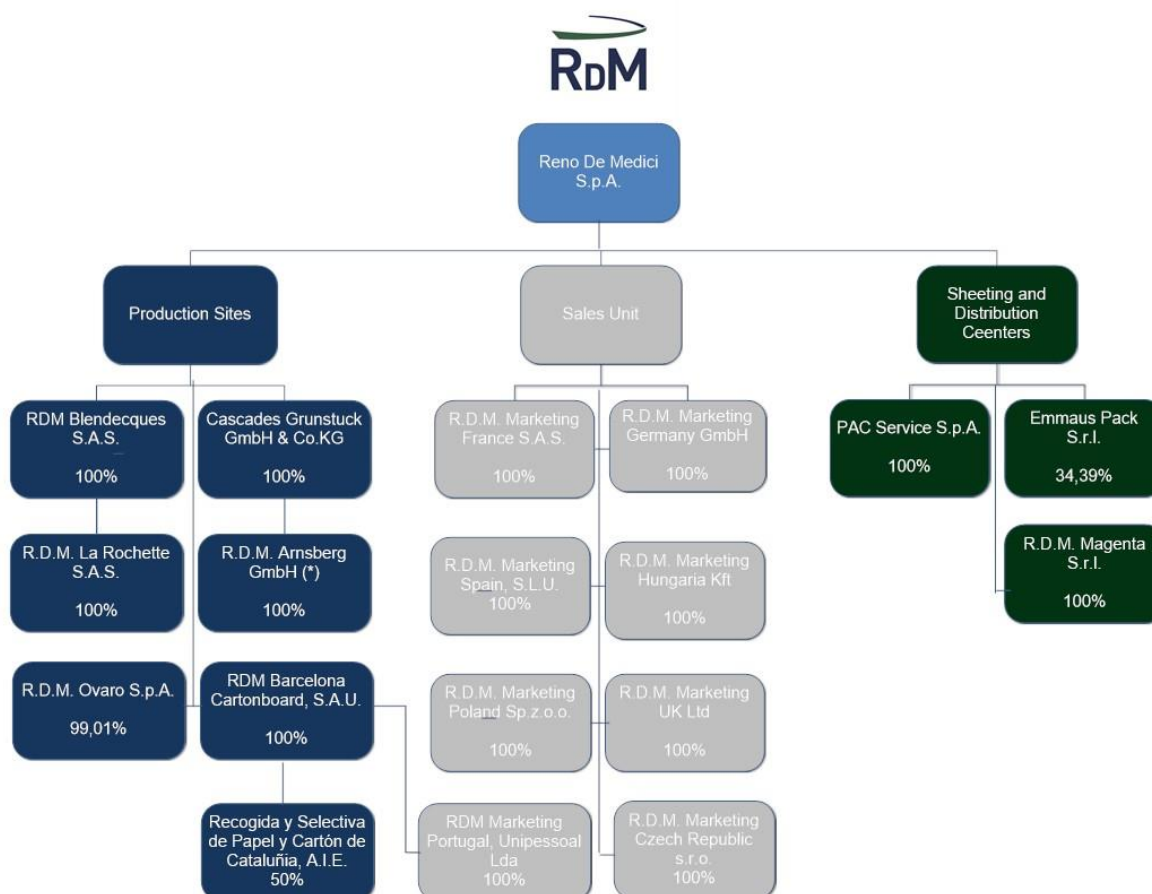 RDM
Reno De Medici
S.p.A.
Production Sites
Sales Unit
Sheeting and
Distribution
Ceenters
RDM Blendecques
S.A.S.
100%
Cascades Grunstuck
GmbH & Co.KG
100%
R.D.M. Marketing
France S.A.S.
100%
R.D.M. Marketing
Germany GmbH
100%
PAC Service S.p.A.
100%
Emmaus Pack
S.r.l.
34,39%
R.D.M. La Rochette
S.A.S.
100%
R.D.M. Arnsberg
GmbH (*)
100%
R.D.M. Marketing
Spain, S.L.U.
100%
R.D.M. Marketing
Hungaria Kft
100%
R.D.M. Magenta
S.r.l.
100%
R.D.M. Ovaro S.p.A.
99,01%
RDM Barcelona
Cartonboard, S.A.U.
100%
R.D.M. Marketing
Poland Sp.z.o.o.
100%
R.D.M. Marketing
UK Ltd
100%
Recogida y Selectiva
de Papel y Cartón de
Cataluñia, A.I.E.
50%
RDM Marketing
Portugal, Unipessoal
Lda
100%
R.D.M. Marketing
Czech Republic
s.r.o.
100%